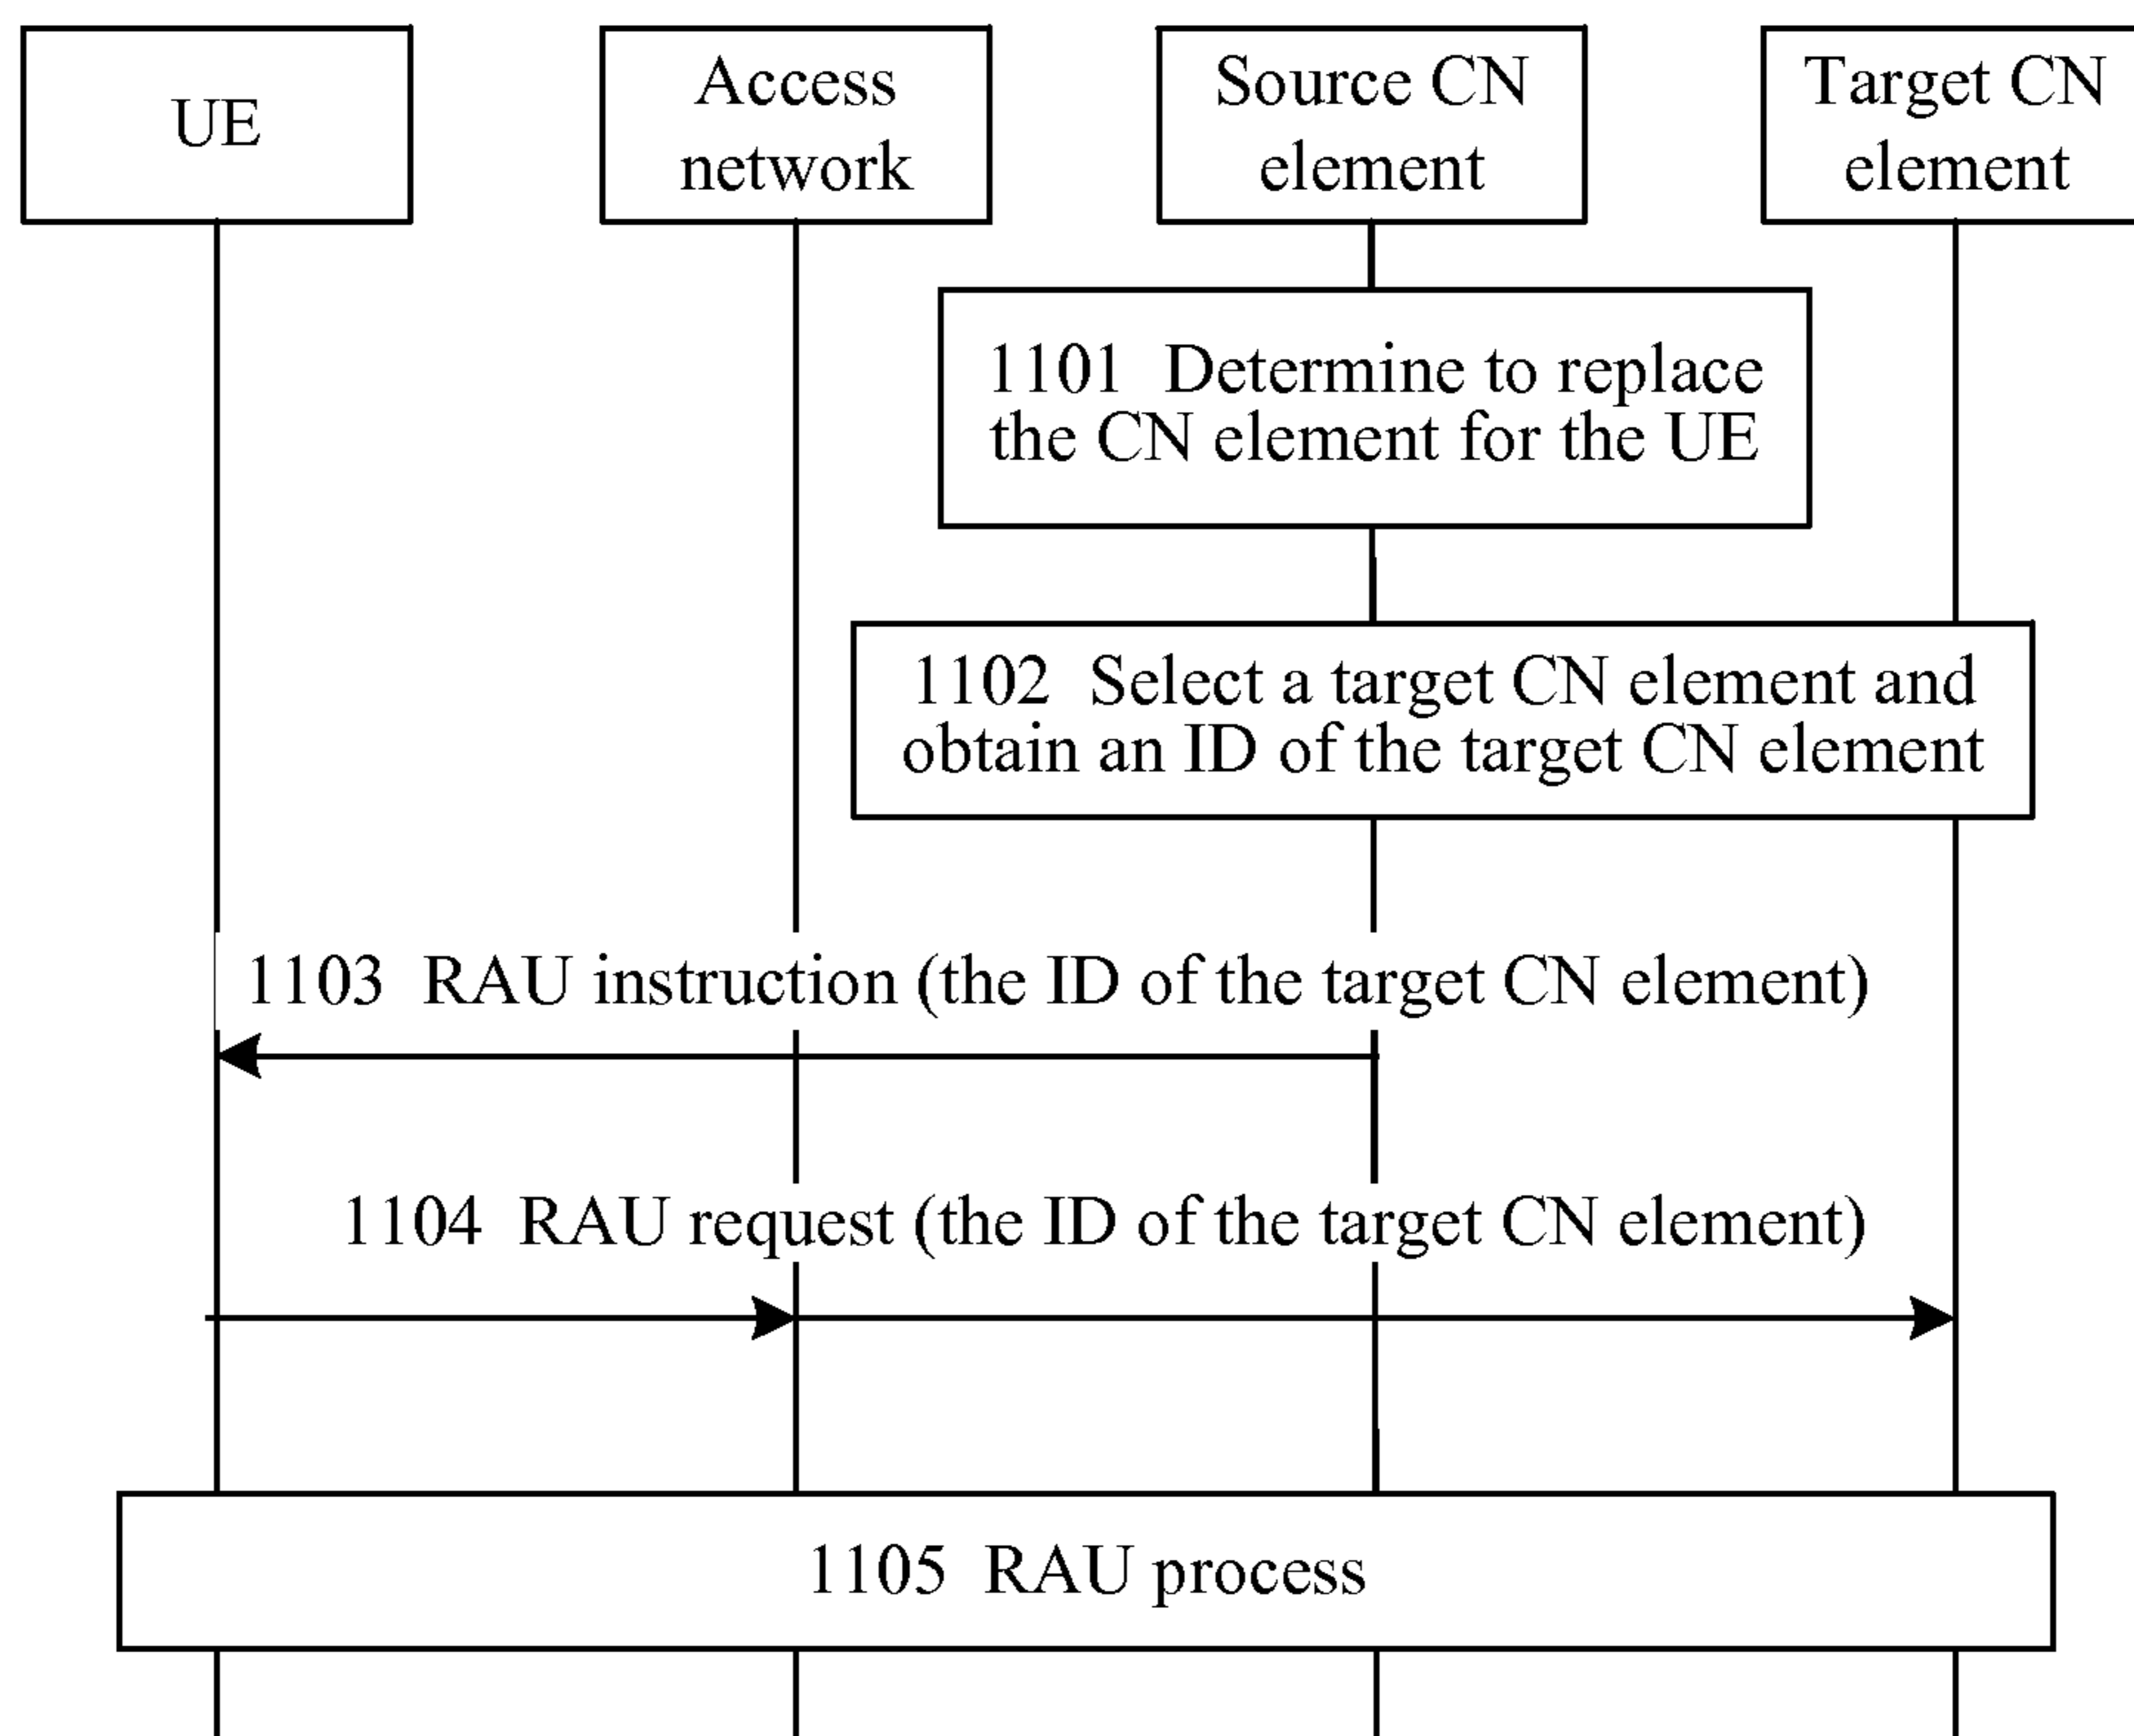 UE
Access
network
Source CN
element
Target CN
element
1101 Determine to replace
the CN element for the UE
1102 Select a target CN element and
obtain an ID of the target CN element
1103 RAU instruction (the ID of the target CN element)
1104 RAU request (the ID of the target CN element)
1105 RAU process